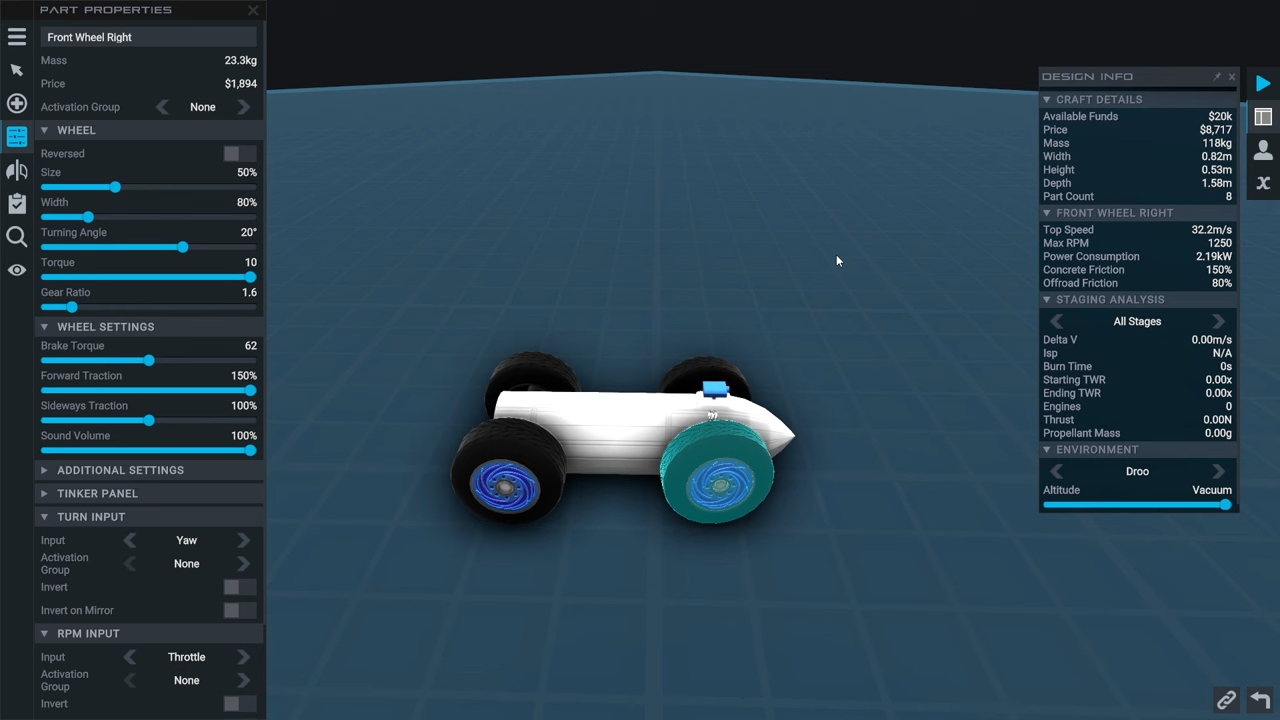 PART PROPERTIES
Front Wheel Right
Mass 23.3kg
Price $1,894
Activation Group None
WHEEL
Reversed
Size 50%
Width 80%
Turning Angle 20°
Torque 10
Gear Ratio 1.6
WHEEL SETTINGS
Brake Torque 62
Forward Traction 150%
Sideways Traction 100%
Sound Volume 100%
ADDITIONAL SETTINGS
TINKER PANEL
TURN INPUT
Input Yaw
Activation Group None
Invert
Invert on Mirror
RPM INPUT
Input Throttle
Activation Group None
Invert
DESIGN INFO
CRAFT DETAILS
Available Funds $20k
Price $8,717
Mass 118kg
Width 0.82m
Height 0.53m
Depth 1.58m
Part Count 8
FRONT WHEEL RIGHT
Top Speed 32.2m/s
Max RPM 1250
Power Consumption 2.19kW
Concrete Friction 150%
Offroad Friction 80%
STAGING ANALYSIS
All Stages
Delta V 0.00m/s
Isp N/A
Burn Time 0s
Starting TWR 0.00x
Ending TWR 0.00x
Engines 0
Thrust 0.00N
Propellant Mass 0.00g
ENVIRONMENT
Droo
Altitude Vacuum